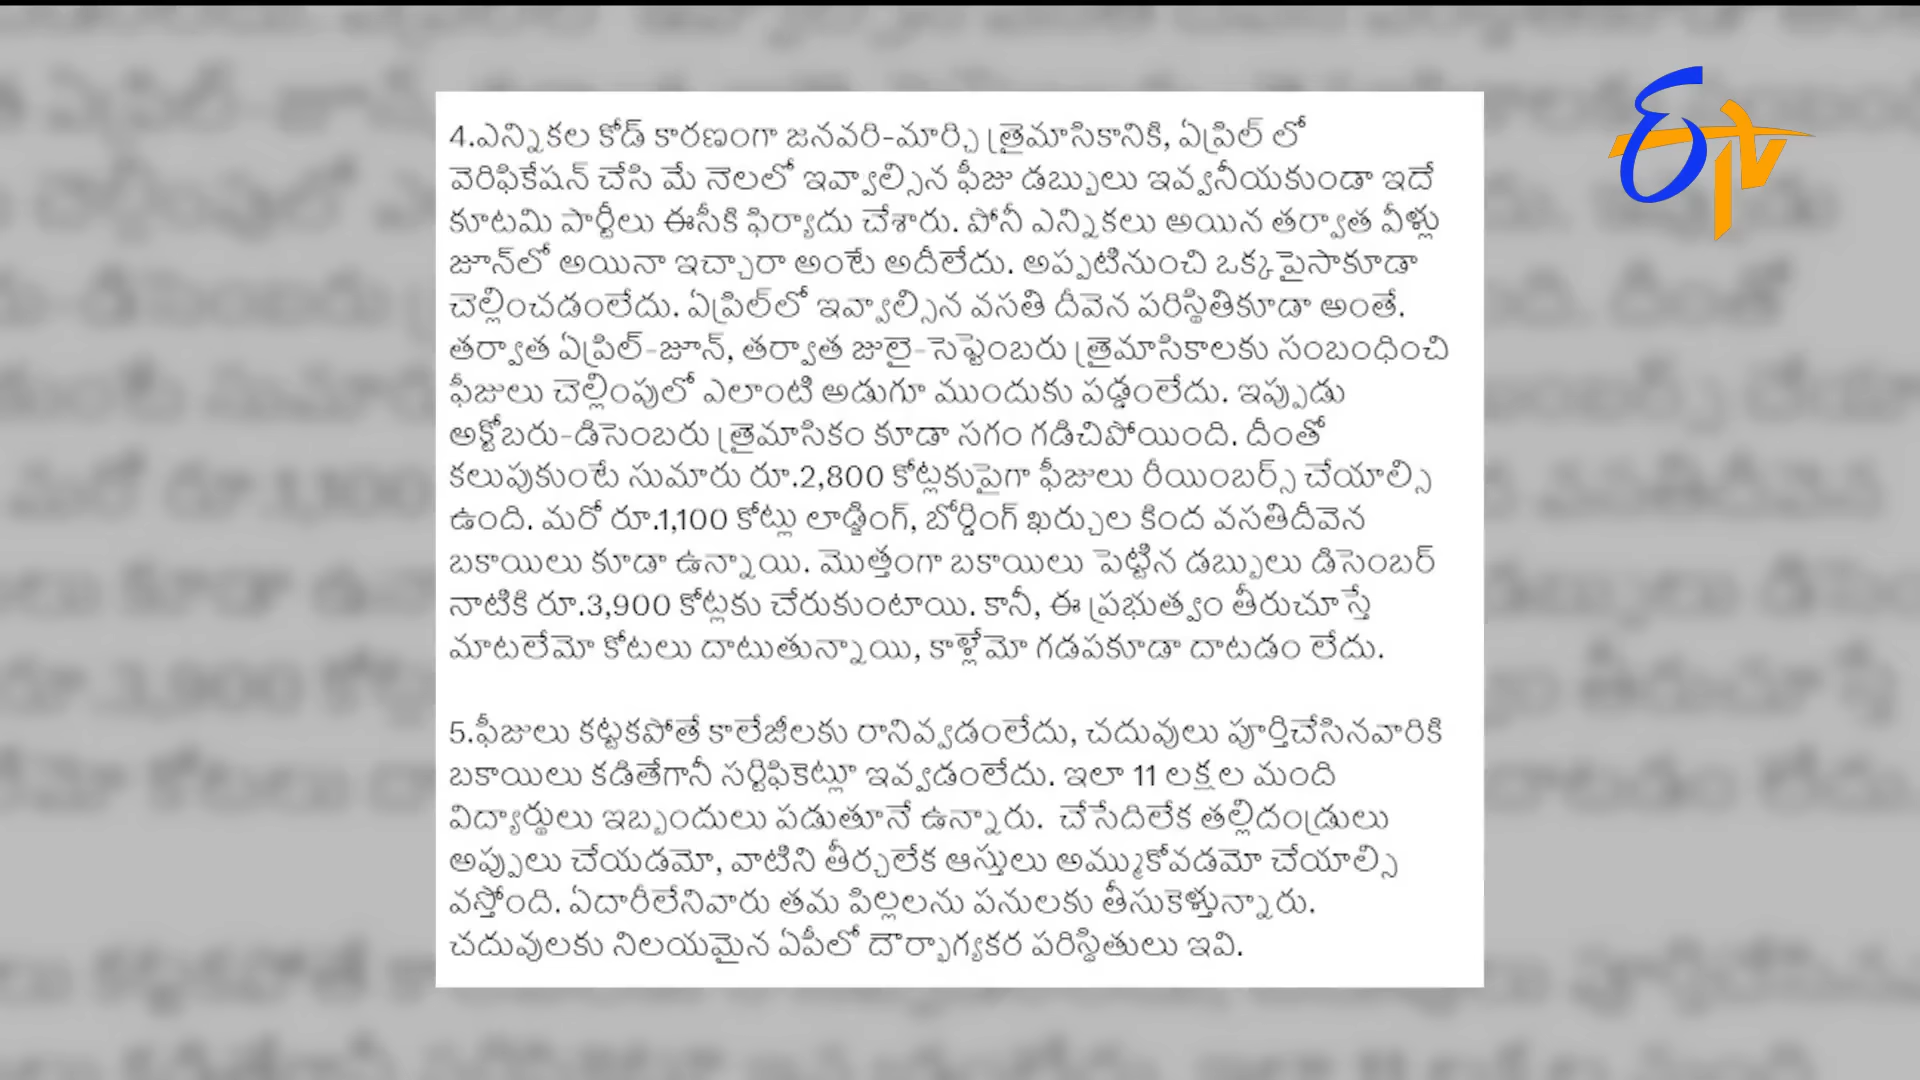 4.ఎన్నికల కోడ్ కారణంగా జనవరి-మార్చి త్రైమాసికానికి, ఏప్రిల్ లో
వెరిఫికేషన్ చేసి మే నెలలో ఇవ్వాల్సిన ఫీజు డబ్బులు ఇవ్వనీయకుండా ఇదే
కూటమి పార్టీలు ఈసీకి ఫిర్యాదు చేశారు. పోనీ ఎన్నికలు అయిన తర్వాత వీళ్లు
జూన్‌లో అయినా ఇచ్చారా అంటే అదీలేదు. అప్పటినుంచి ఒక్కపైసాకూడా
చెల్లించడంలేదు. ఏప్రిల్‌లో ఇవ్వాల్సిన వసతి దీవెన పరిస్థితికూడా అంతే.
తర్వాత ఏప్రిల్-జూన్, తర్వాత జులై-సెప్టెంబరు త్రైమాసికాలకు సంబంధించి
ఫీజులు చెల్లింపులో ఎలాంటి అడుగూ ముందుకు పడ్డంలేదు. ఇప్పుడు
అక్టోబరు-డిసెంబరు త్రైమాసికం కూడా సగం గడిచిపోయింది. దీంతో
కలుపుకుంటే సుమారు రూ.2,800 కోట్లకుపైగా ఫీజులు రీయింబర్స్ చేయాల్సి
ఉంది. మరో రూ.1,100 కోట్లు లాడ్జింగ్, బోర్డింగ్ ఖర్చుల కింద వసతిదీవెన
బకాయిలు కూడా ఉన్నాయి. మొత్తంగా బకాయిలు పెట్టిన డబ్బులు డిసెంబర్
నాటికి రూ.3,900 కోట్లకు చేరుకుంటాయి. కానీ, ఈ ప్రభుత్వం తీరుచూస్తే
మాటలేమో కోటలు దాటుతున్నాయి, కాళ్లేమో గడపకూడా దాటడం లేదు.
5.ఫీజులు కట్టకపోతే కాలేజీలకు రానివ్వడంలేదు, చదువులు పూర్తిచేసినవారికి
బకాయిలు కడితేగానీ సర్టిఫికెట్లూ ఇవ్వడంలేదు. ఇలా 11 లక్షల మంది
విద్యార్థులు ఇబ్బందులు పడుతూనే ఉన్నారు. చేసేదిలేక తల్లిదండ్రులు
అప్పులు చేయడమో, వాటిని తీర్చలేక ఆస్తులు అమ్ముకోవడమో చేయాల్సి
వస్తోంది. ఏదారీలేనివారు తమ పిల్లలను పనులకు తీసుకెళ్తున్నారు.
చదువులకు నిలయమైన ఏపీలో దౌర్భాగ్యకర పరిస్థితులు ఇవి.
ETV